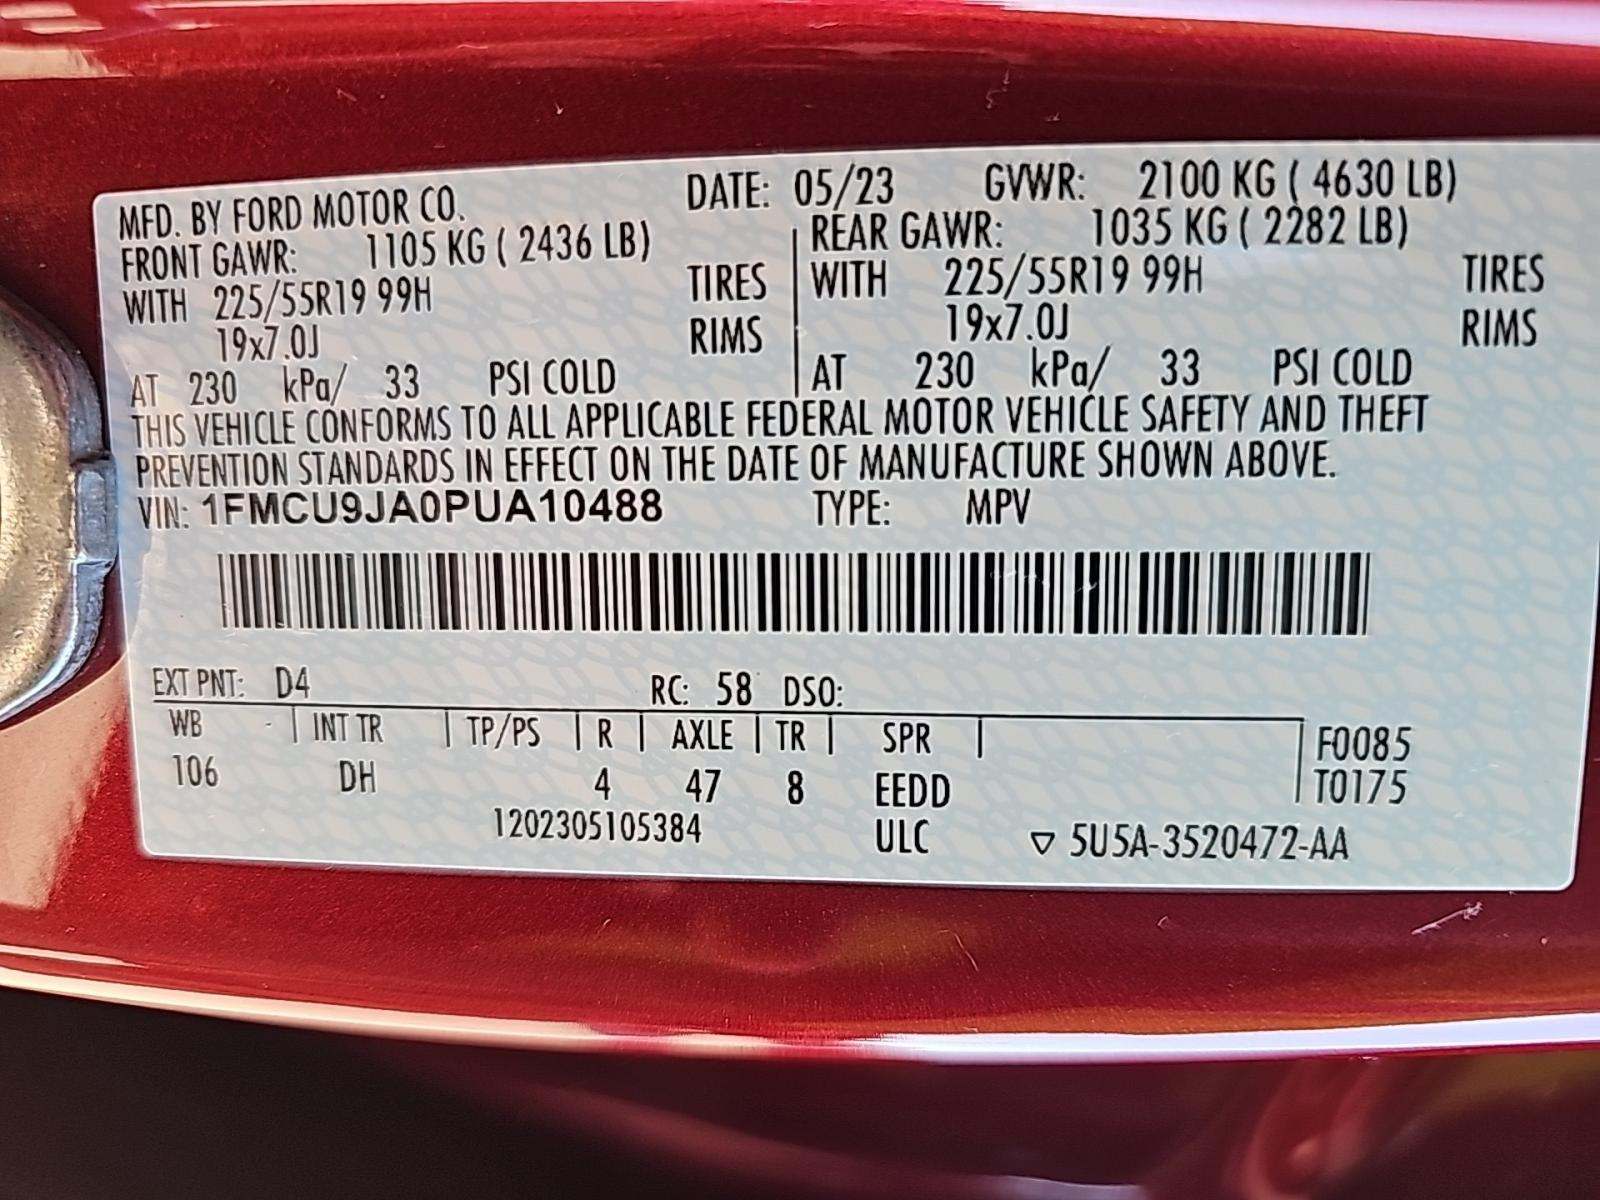 MFD. BY FORD MOTOR CO. DATE: 05/23 GVWR: 2100 KG ( 4630 LB)
FRONT GAWR: 1105 KG ( 2436 LB) REAR GAWR: 1035 KG ( 2282 LB)
WITH 225/55R19 99H TIRES WITH 225/55R19 99H TIRES
19x7.0J RIMS 19x7.0J RIMS
AT 230 kPa/ 33 PSI COLD AT 230 kPa/ 33 PSI COLD
THIS VEHICLE CONFORMS TO ALL APPLICABLE FEDERAL MOTOR VEHICLE SAFETY AND THEFT
PREVENTION STANDARDS IN EFFECT ON THE DATE OF MANUFACTURE SHOWN ABOVE.
VIN: 1FMCU9JA0PUA10488 TYPE: MPV
EXT PNT: D4 RC: 58 DSO:
WB - | INT TR | TP/PS | R | AXLE | TR | SPR | F0085
106 DH 4 47 8 EEDD T0175
1202305105384 ULC ▽ 5U5A-3520472-AA